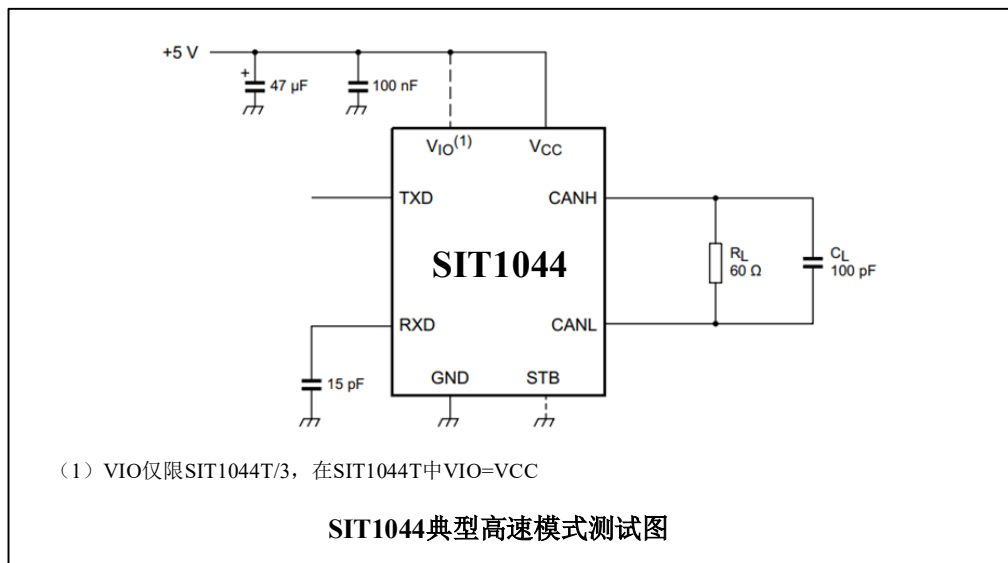 +5 V
+
47 µF
100 nF
VIO(1)
VCC
TXD
CANH
SIT1044
RL
60 Ω
CL
100 pF
RXD
CANL
15 pF
GND
STB
（1）VIO仅限SIT1044T/3，在SIT1044T中VIO=VCC
SIT1044典型高速模式测试图